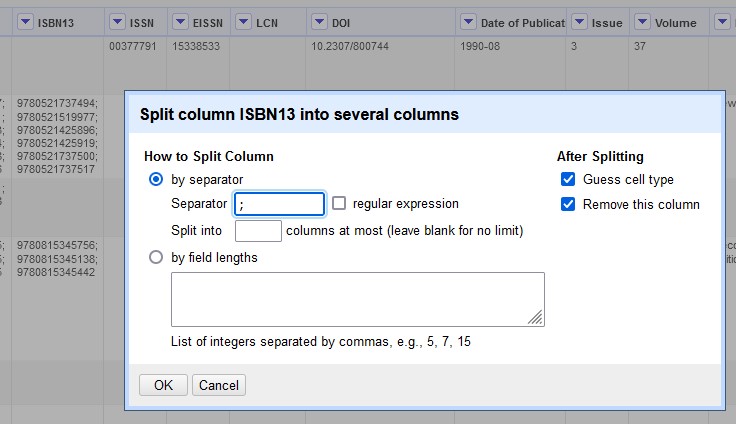 ISBN13 ISSN EISSN LCN DOI Date of Publicat Issue Volume
00377791 15338533 10.2307/800744 1990-08 3 37
9780521737494;
9780521519977;
9780521425896;
9780521425919;
9780521737500;
9780521737517
9780815345756;
9780815345138;
9780815345442
Split column ISBN13 into several columns
How to Split Column
by separator
Separator ; regular expression
Split into columns at most (leave blank for no limit)
by field lengths
List of integers separated by commas, e.g., 5, 7, 15
After Splitting
Guess cell type
Remove this column
OK Cancel